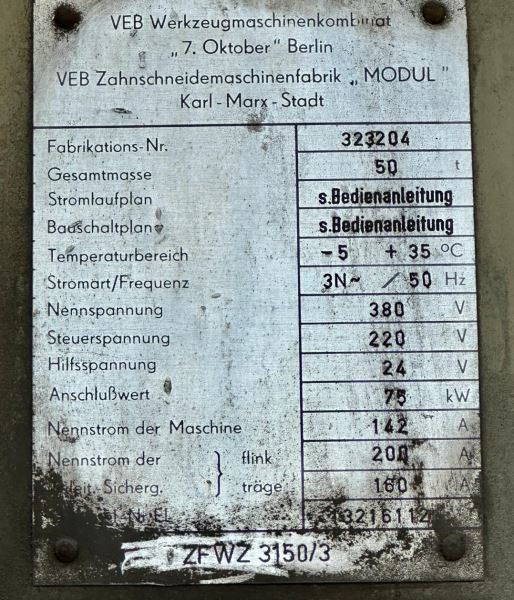 VEB Werkzeugmaschinenkombinat
„7. Oktober" Berlin
VEB Zahnschneidemaschinenfabrik „MODUL"
Karl-Marx-Stadt
Fabrikations-Nr. 323204
Gesamtmasse 50 t
Stromlaufplan s.Bedienanleitung
Bauschaltplan s.Bedienanleitung
Temperaturbereich -5 +35 °C
Stromart/Frequenz 3N~ / 50 Hz
Nennspannung 380 V
Steuerspannung 220 V
Hilfsspannung 24 V
Anschlußwert 75 kW
Nennstrom der Maschine 142 A
Nennstrom der } flink 200 A
Sicherg. träge 160 A
ZFWZ 3150/3